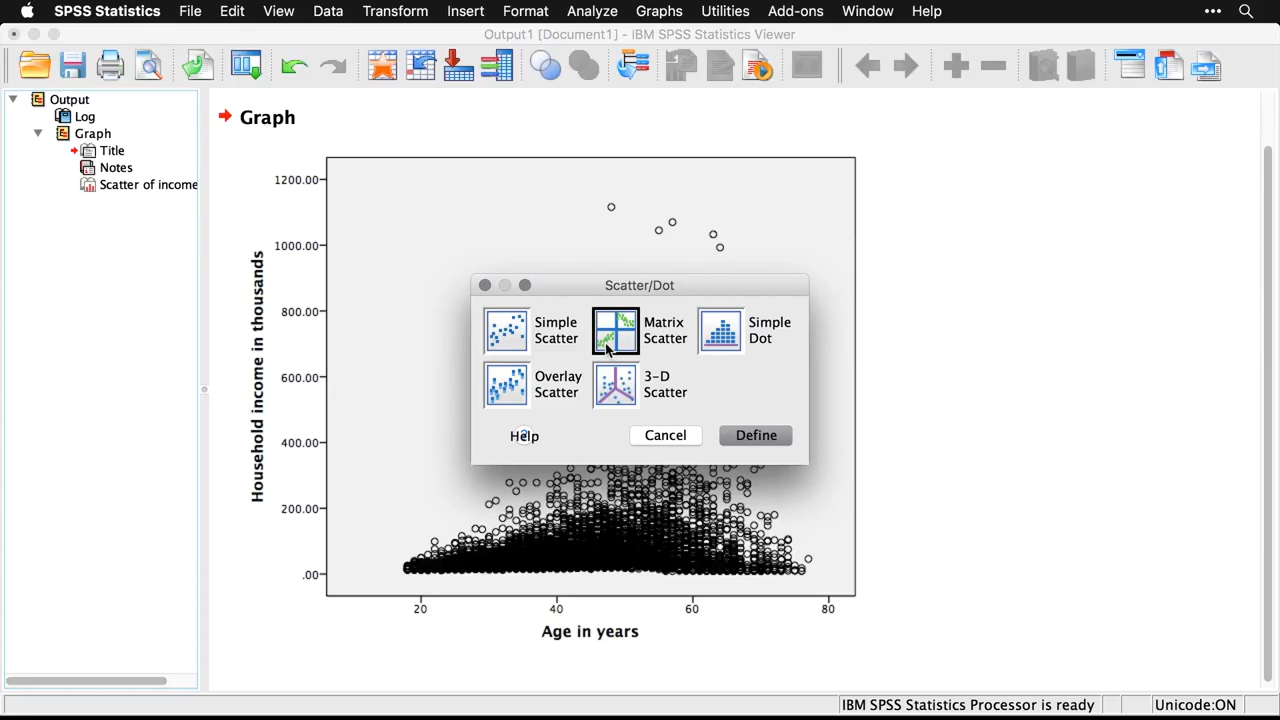 SPSS Statistics File Edit View Data Transform Insert Format Analyze Graphs Utilities Add-ons Window Help
Output1 [Document1] - IBM SPSS Statistics Viewer
Output
Log
Graph
Title
Notes
Scatter of income
Graph
1200.00
1000.00
800.00
600.00
400.00
200.00
.00
Household income in thousands
20 40 60 80
Age in years
Scatter/Dot
Simple Scatter
Matrix Scatter
Simple Dot
Overlay Scatter
3-D Scatter
Help Cancel Define
IBM SPSS Statistics Processor is ready Unicode:ON